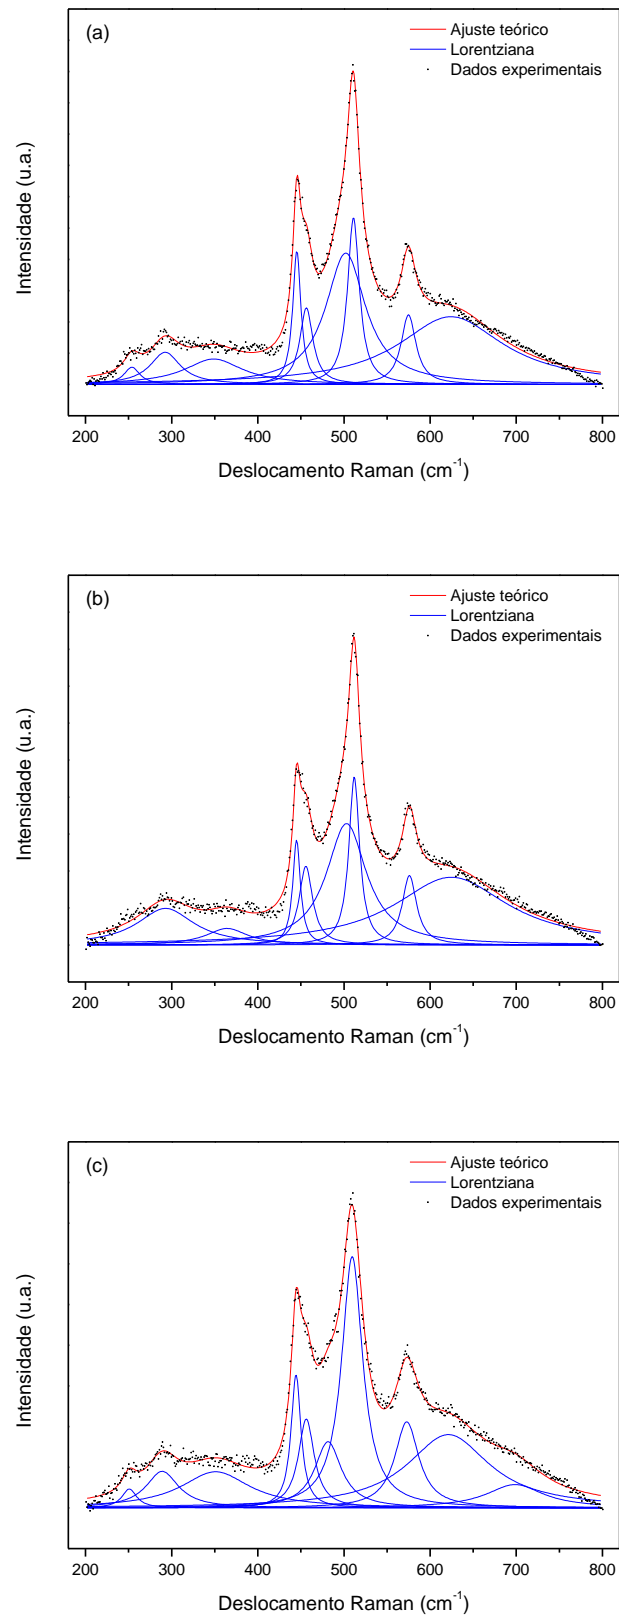 (a)
Ajuste teórico
Lorentziana
Dados experimentais
Intensidade (u.a.)
200 300 400 500 600 700 800
Deslocamento Raman (cm⁻¹)
(b)
Ajuste teórico
Lorentziana
Dados experimentais
Intensidade (u.a.)
200 300 400 500 600 700 800
Deslocamento Raman (cm⁻¹)
(c)
Ajuste teórico
Lorentziana
Dados experimentais
Intensidade (u.a.)
200 300 400 500 600 700 800
Deslocamento Raman (cm⁻¹)